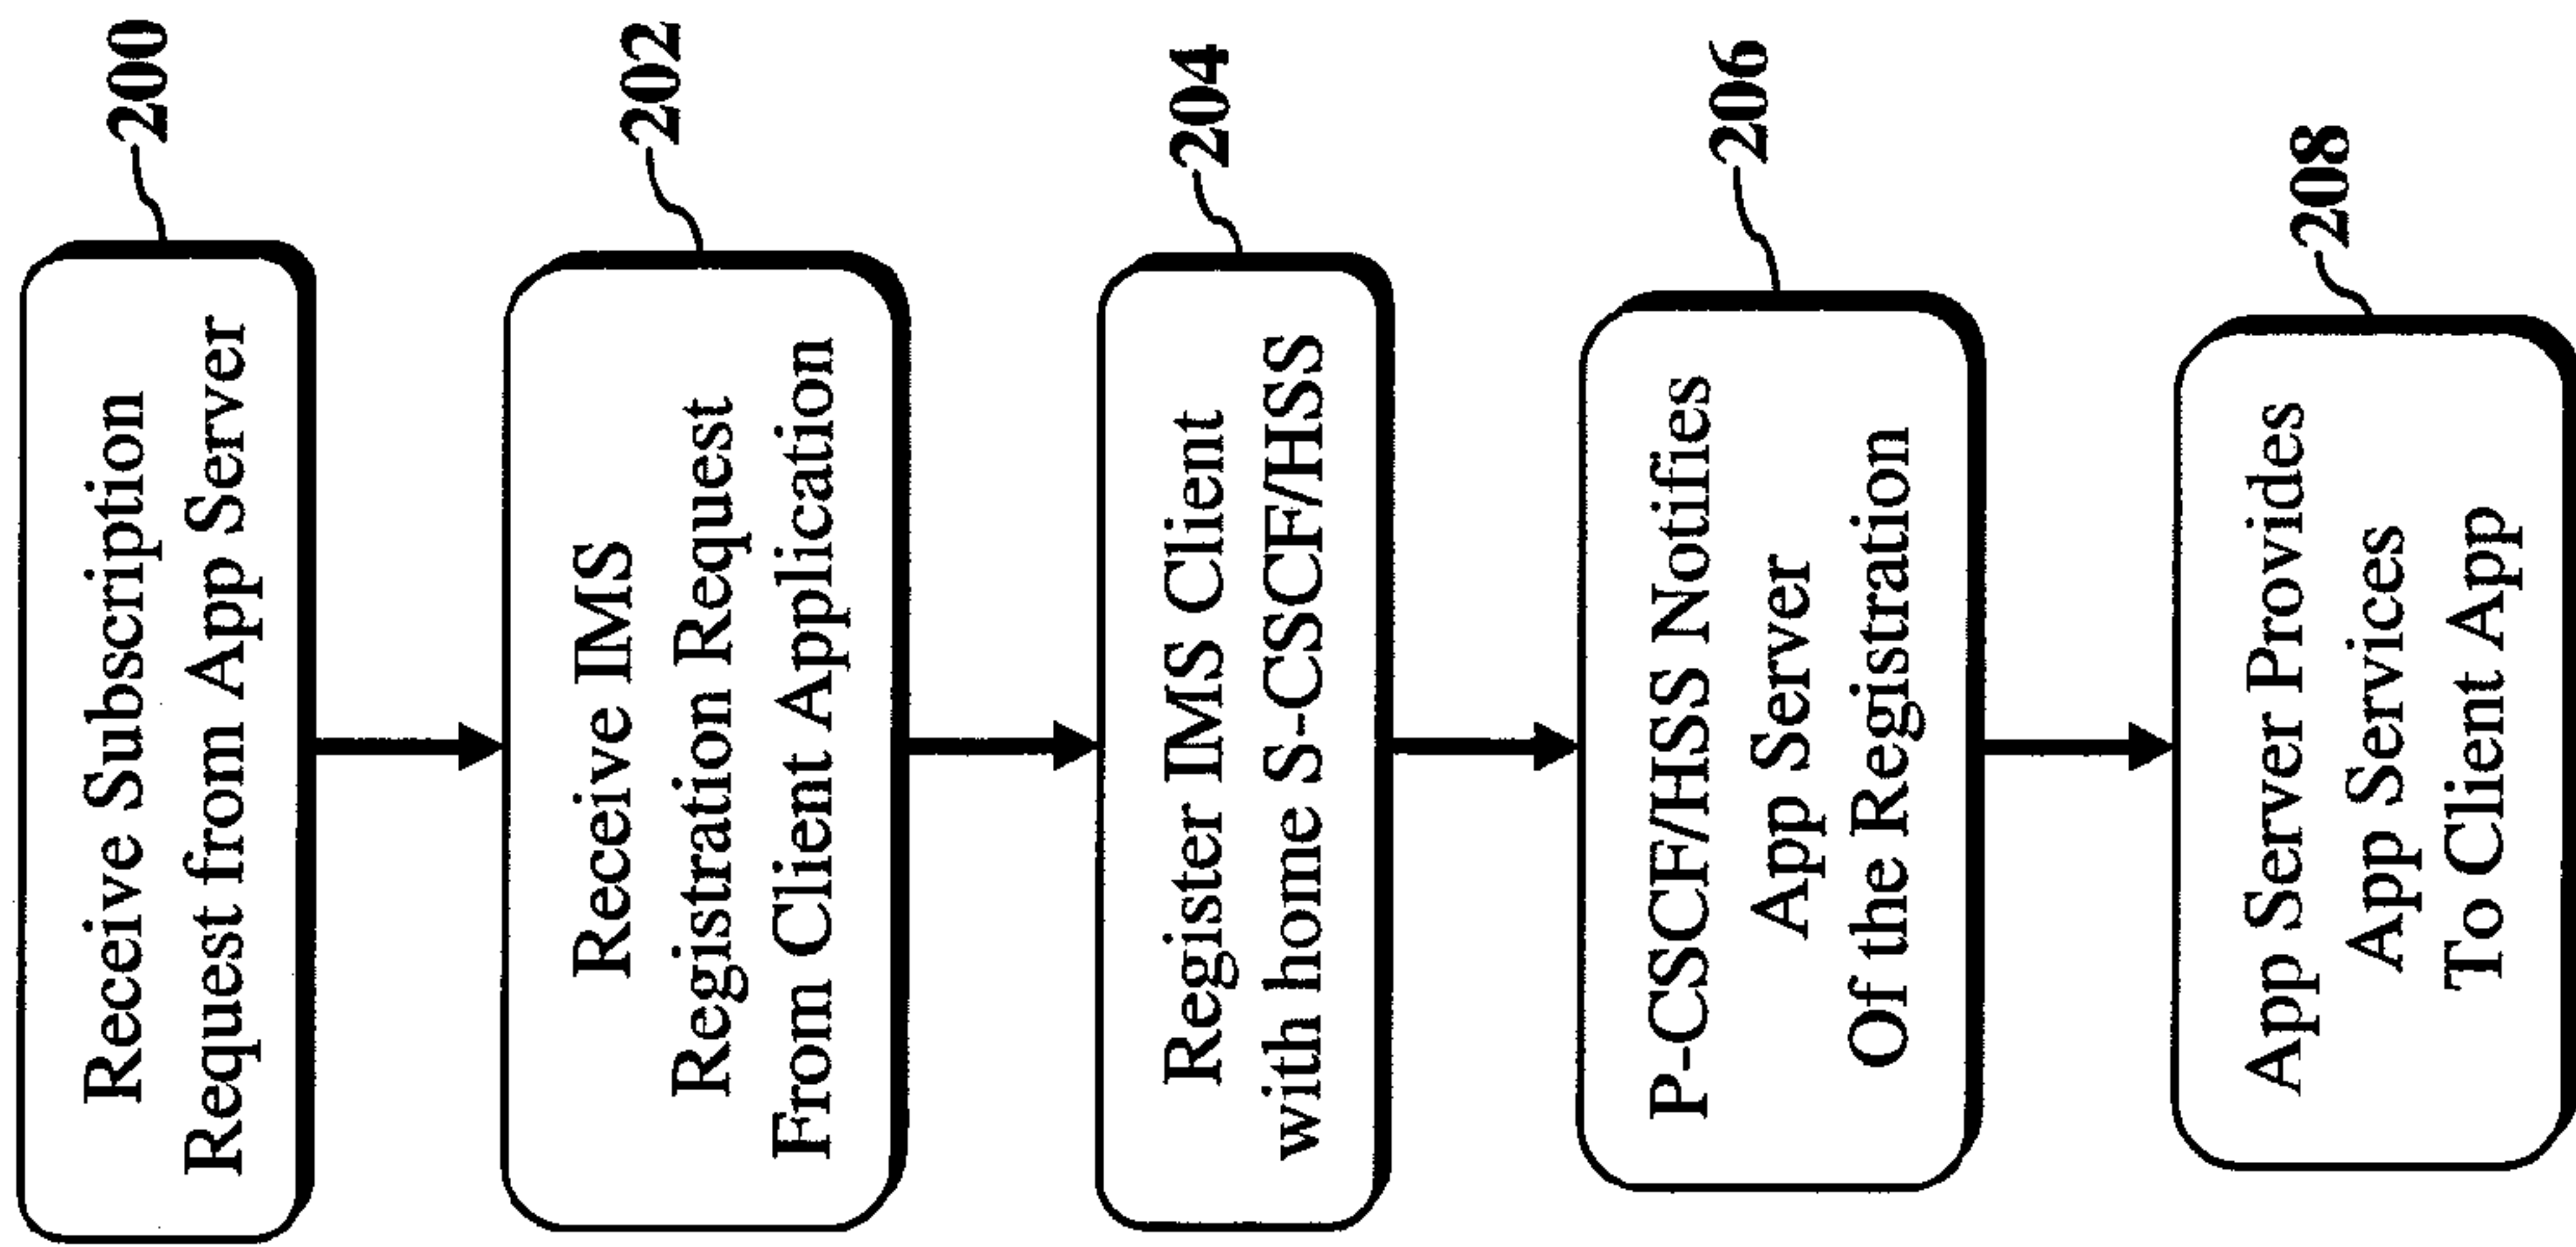 Receive Subscription
Request from App Server
200
Receive IMS
Registration Request
From Client Application
202
Register IMS Client
with home S-CSCF/HSS
204
P-CSCF/HSS Notifies
App Server
Of the Registration
206
App Server Provides
App Services
To Client App
208